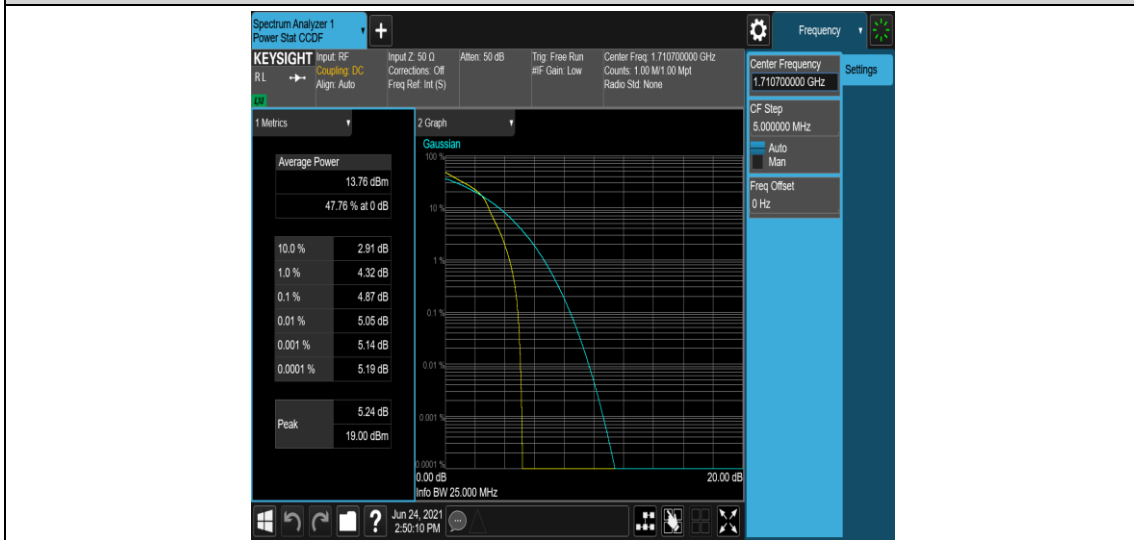 Spectrum Analyzer 1
Power Stat CCDF
Frequency
KEYSIGHT
RL
LXI
Input: RF
Coupling: DC
Align: Auto
Input Z: 50 Ω
Corrections: Off
Freq Ref: Int (S)
Atten: 50 dB
Trig: Free Run
#IF Gain: Low
Center Freq: 1.710700000 GHz
Counts: 1.00 M/1.00 Mpt
Radio Std: None
Center Frequency
1.710700000 GHz
Settings
CF Step
5.000000 MHz
Auto
Man
Freq Offset
0 Hz
1 Metrics
Average Power
13.76 dBm
47.76 % at 0 dB
10.0 % 2.91 dB
1.0 % 4.32 dB
0.1 % 4.87 dB
0.01 % 5.05 dB
0.001 % 5.14 dB
0.0001 % 5.19 dB
Peak
5.24 dB
19.00 dBm
2 Graph
Gaussian
100 %
10 %
1 %
0.1 %
0.01 %
0.001 %
0.0001 %
0.00 dB 20.00 dB
Info BW 25.000 MHz
?
Jun 24, 2021
2:50:10 PM